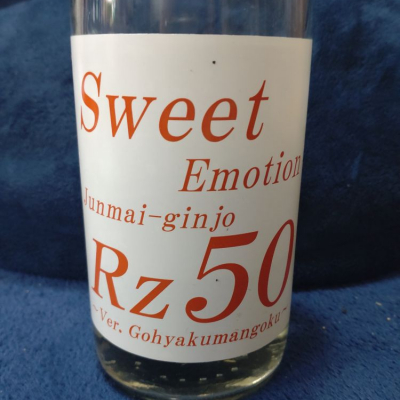 Sweet
Emotion
Junmai-ginjo
Rz50
~Ver. Gohyakumangoku~